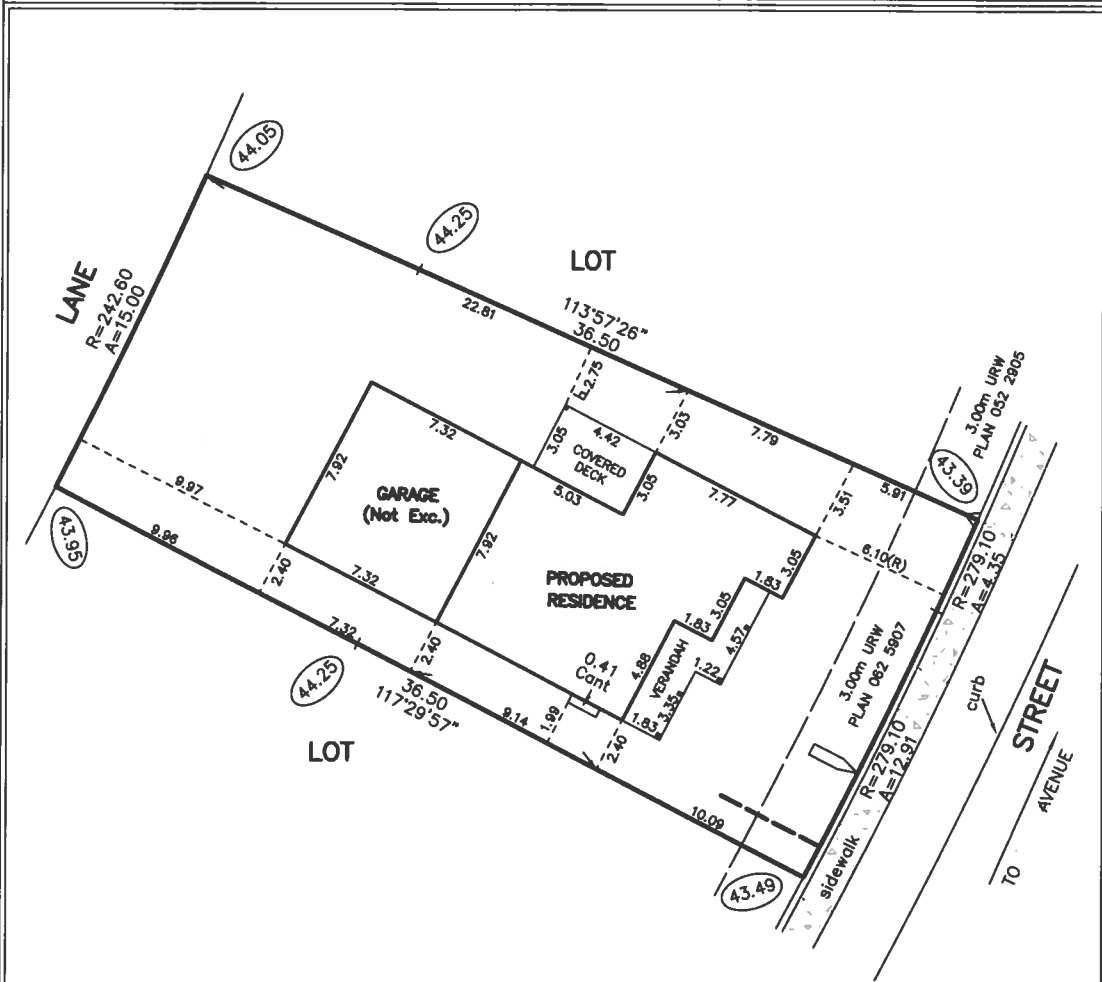 44.05
44.25
LOT
LANE
R=242.60
A=15.00
22.81
113°57'26"
36.50
2.75
3.03
7.79
3.00m URW
PLAN 052 2905
43.39
5.91
3.51
6.10(R)
7.32
3.05
4.42
COVERED
DECK
5.03
3.05
7.77
7.92
GARAGE
(Not Exc.)
7.92
9.97
43.95
9.96
2.40
7.32
7.32
2.40
PROPOSED
RESIDENCE
1.83
3.05
3.05
1.83
4.57
VERANDAH
4.88
1.22
3.35
1.83
0.41
Cant
1.99
2.40
44.25
36.50
117°29'57"
9.14
LOT
10.09
43.49
3.00m URW
PLAN 062 5907
R=279.10
A=4.35
R=279.10
A=12.91
sidewalk
curb
STREET
TO
AVENUE